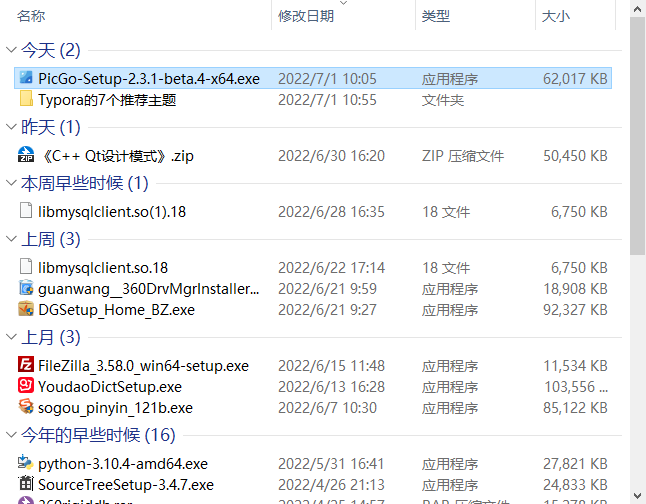 名称 修改日期 类型 大小
今天 (2)
PicGo-Setup-2.3.1-beta.4-x64.exe 2022/7/1 10:05 应用程序 62,017 KB
Typora的7个推荐主题 2022/7/1 10:55 文件夹
昨天 (1)
《C++ Qt设计模式》.zip 2022/6/30 16:20 ZIP 压缩文件 50,450 KB
本周早些时候 (1)
libmysqlclient.so(1).18 2022/6/28 16:35 18 文件 6,750 KB
上周 (3)
libmysqlclient.so.18 2022/6/22 17:14 18 文件 6,750 KB
guanwang__360DrvMgrInstaller... 2022/6/21 9:59 应用程序 18,908 KB
DGSetup_Home_BZ.exe 2022/6/21 9:27 应用程序 92,327 KB
上月 (3)
FileZilla_3.58.0_win64-setup.exe 2022/6/15 11:48 应用程序 11,534 KB
YoudaoDictSetup.exe 2022/6/13 16:28 应用程序 103,556 ...
sogou_pinyin_121b.exe 2022/6/7 10:30 应用程序 85,122 KB
今年的早些时候 (16)
python-3.10.4-amd64.exe 2022/5/31 16:41 应用程序 27,821 KB
SourceTreeSetup-3.4.7.exe 2022/4/26 21:13 应用程序 24,833 KB